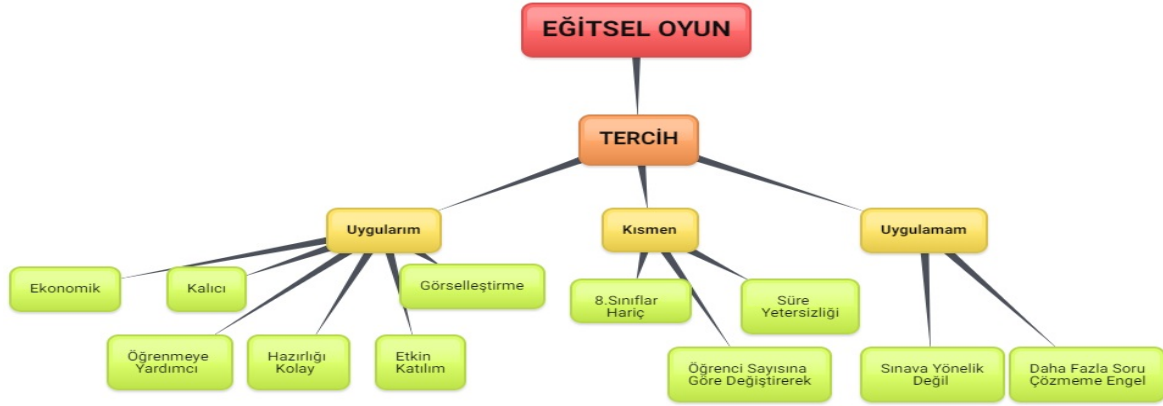 EĞİTSEL OYUN
TERCİH
Uygularım
Kısmen
Uygulamam
Ekonomik
Kalıcı
Görselleştirme
Öğrenmeye
Yardımcı
Hazırlığı
Kolay
Etkin
Katılım
8.Sınıflar
Hariç
Süre
Yetersizliği
Öğrenci Sayısına
Göre Değiştirerek
Sınava Yönelik
Değil
Daha Fazla Soru
Çözmeme Engel